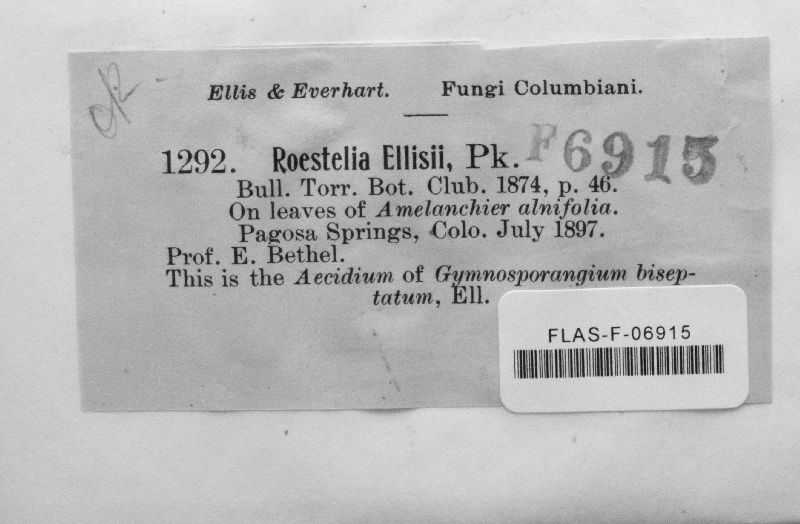 Ellis & Everhart. Fungi Columbiani.
1292. Roestelia Ellisii, Pk. F6915
Bull. Torr. Bot. Club. 1874, p. 46.
On leaves of Amelanchier alnifolia.
Pagosa Springs, Colo. July 1897.
Prof. E. Bethel.
This is the Aecidium of Gymnosporangium bisep-
tatum, Ell.
FLAS-F-06915